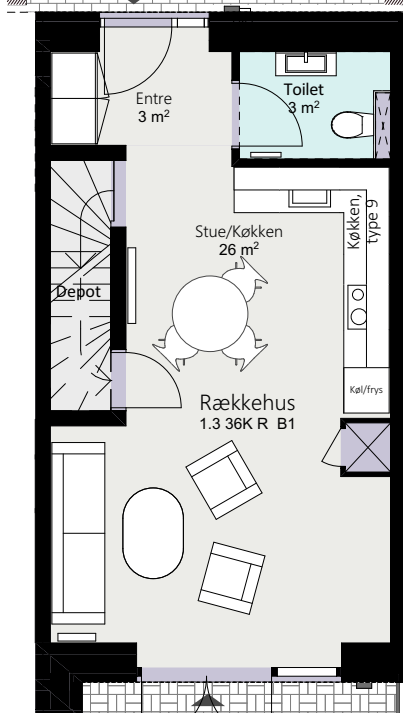 Entre
3 m²
Toilet
3 m²
Stue/Køkken
26 m²
Køkken,
type 9
Depot
Køl/frys
Rækkehus
1.3 36K R B1